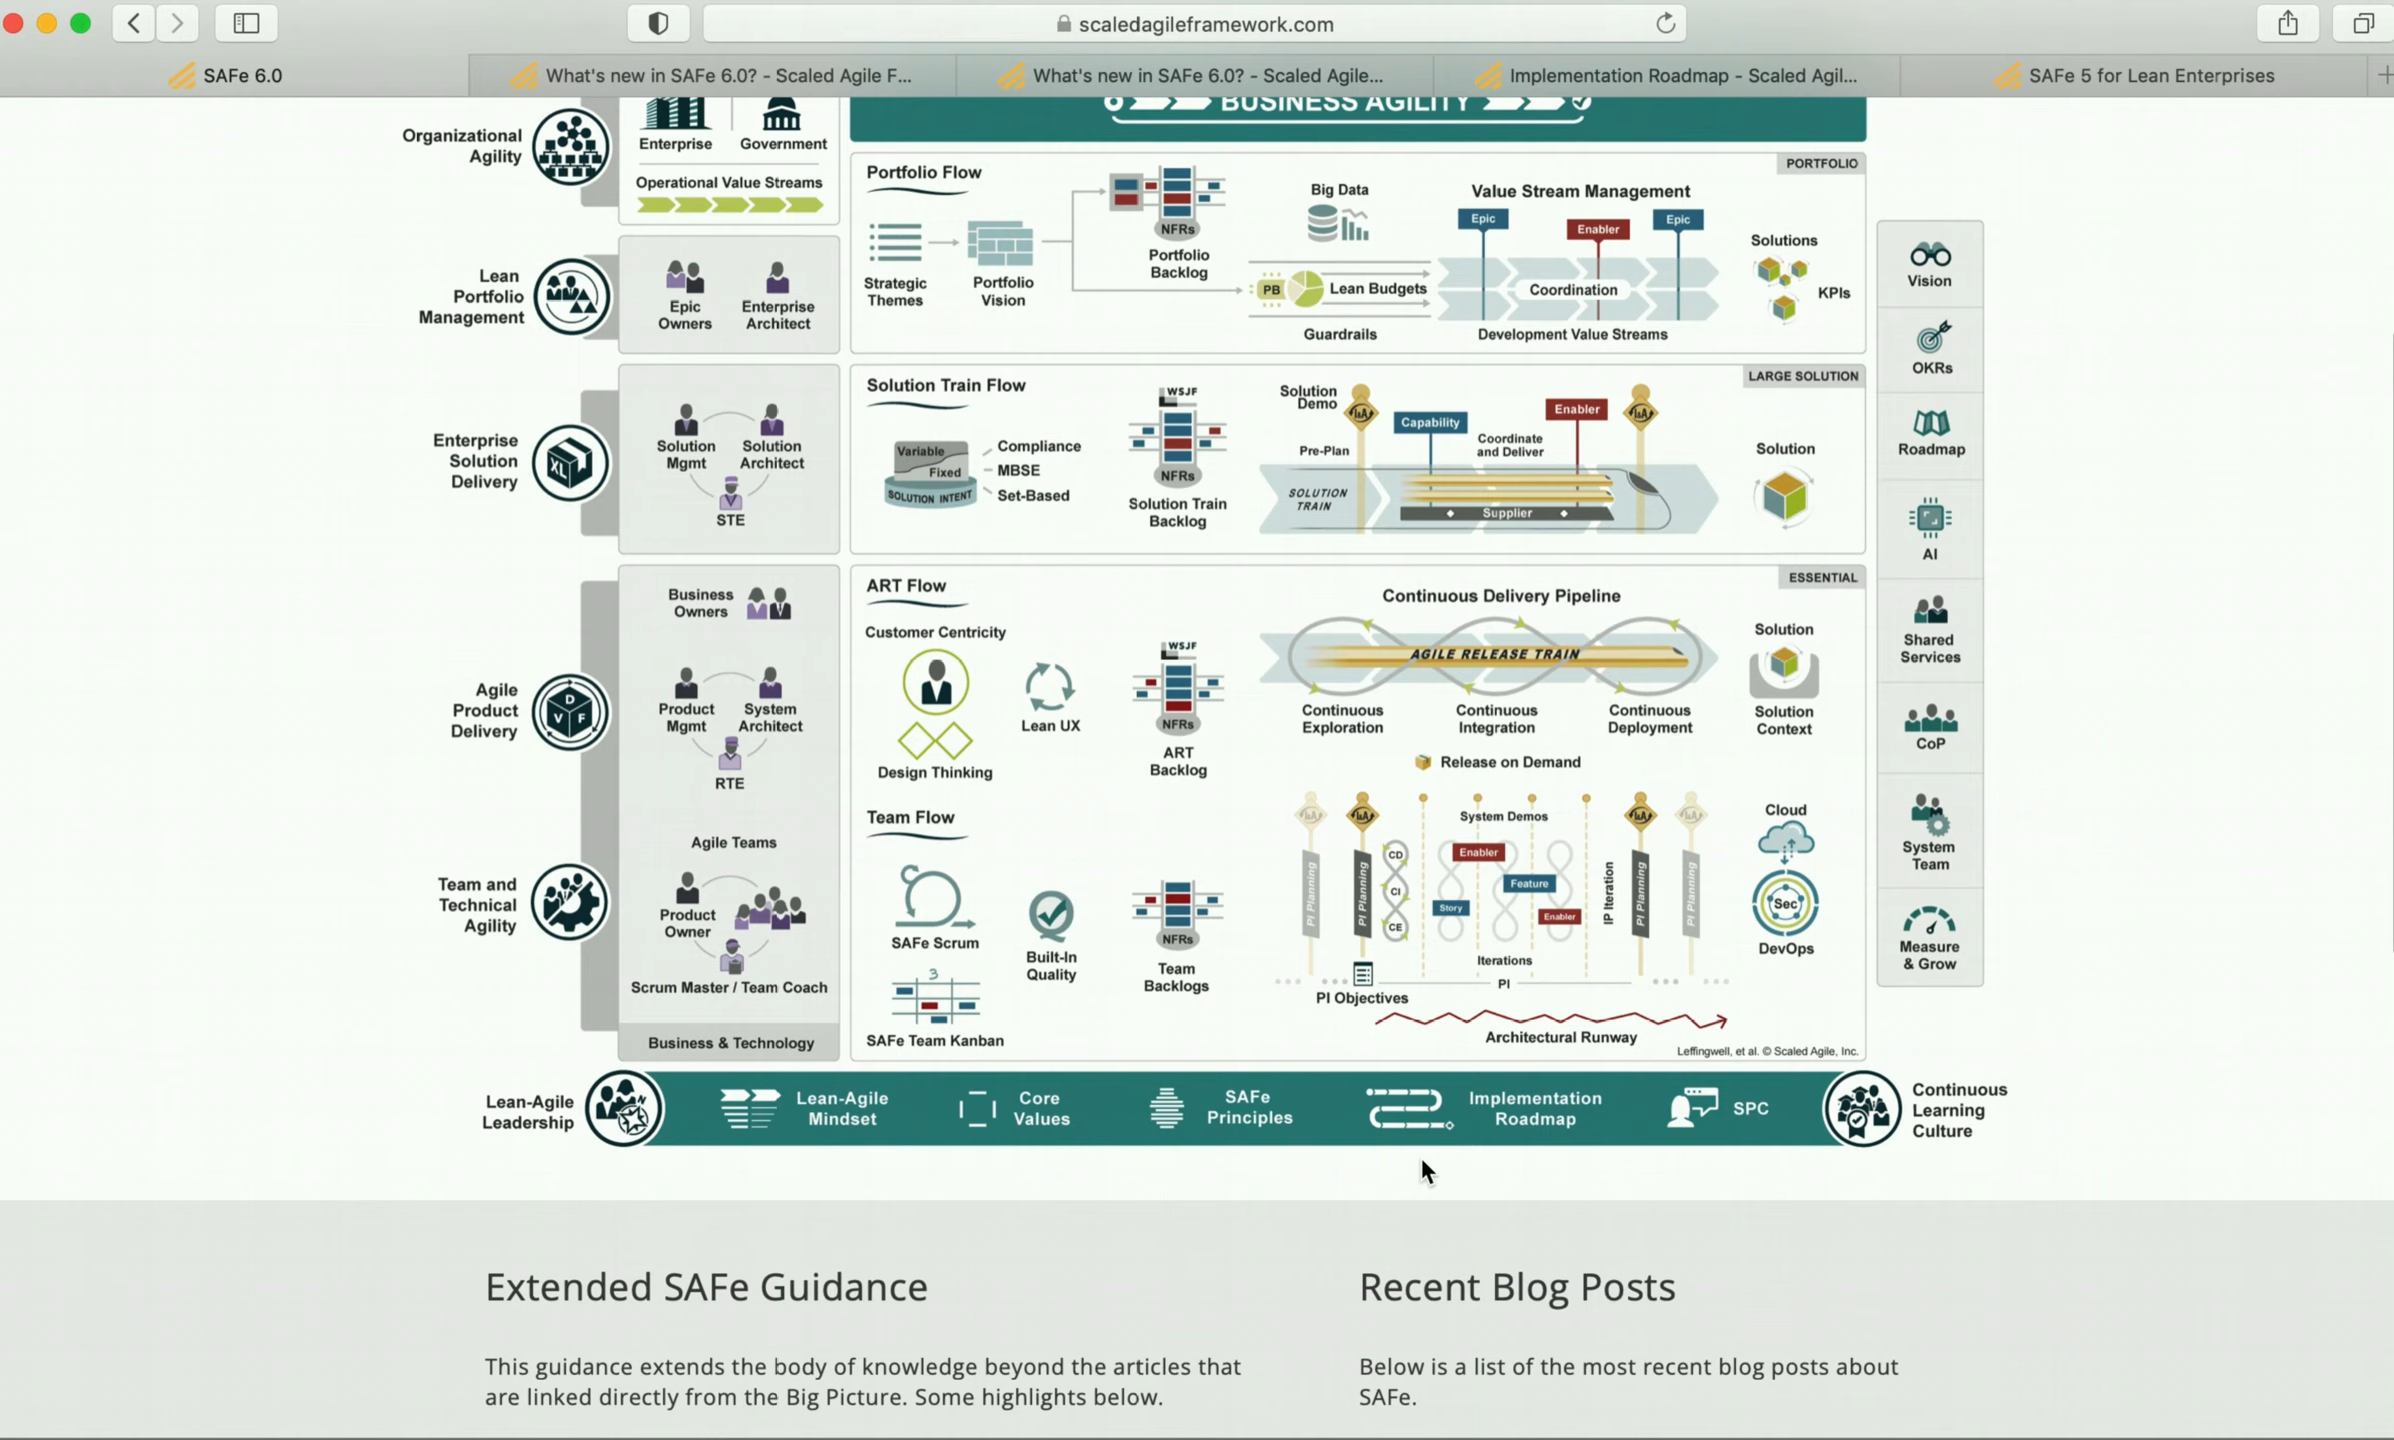 scaledagileframework.com
SAFe 6.0
What's new in SAFe 6.0? - Scaled Agile F...
What's new in SAFe 6.0? - Scaled Agile...
Implementation Roadmap - Scaled Agil...
SAFe 5 for Lean Enterprises
BUSINESS AGILITY
Organizational
Agility
Enterprise
Government
Operational Value Streams
Lean
Portfolio
Management
Epic
Owners
Enterprise
Architect
PORTFOLIO
Portfolio Flow
Strategic
Themes
Portfolio
Vision
NFRs
Portfolio
Backlog
Big Data
PB
Lean Budgets
Guardrails
Value Stream Management
Epic
Enabler
Epic
Coordination
Development Value Streams
Solutions
KPIs
Enterprise
Solution
Delivery
XL
Solution
Mgmt
Solution
Architect
STE
LARGE SOLUTION
Solution Train Flow
Variable
Fixed
SOLUTION INTENT
Compliance
MBSE
Set-Based
WSJF
NFRs
Solution Train
Backlog
Solution
Demo
I&A
Pre-Plan
Capability
Coordinate
and Deliver
Enabler
I&A
SOLUTION
TRAIN
Supplier
Solution
Agile
Product
Delivery
D
V F
Business
Owners
Product
Mgmt
System
Architect
RTE
ESSENTIAL
ART Flow
Customer Centricity
Lean UX
Design Thinking
WSJF
NFRs
ART
Backlog
Continuous Delivery Pipeline
AGILE RELEASE TRAIN
Continuous
Exploration
Continuous
Integration
Continuous
Deployment
Release on Demand
Solution
Solution
Context
Team and
Technical
Agility
Agile Teams
Product
Owner
Scrum Master / Team Coach
Business & Technology
Team Flow
SAFe Scrum
3
SAFe Team Kanban
Built-In
Quality
NFRs
Team
Backlogs
I&A
I&A
System Demos
I&A
I&A
PI Planning
PI Planning
CD
CI
CE
Enabler
Feature
Story
Enabler
IP Iteration
PI Planning
PI Planning
Iterations
PI
PI Objectives
Architectural Runway
Cloud
Sec
DevOps
Leffingwell, et al. © Scaled Agile, Inc.
Vision
OKRs
Roadmap
AI
Shared
Services
CoP
System
Team
Measure
& Grow
Lean-Agile
Leadership
Lean-Agile
Mindset
Core
Values
SAFe
Principles
Implementation
Roadmap
SPC
Continuous
Learning
Culture
Extended SAFe Guidance
This guidance extends the body of knowledge beyond the articles that
are linked directly from the Big Picture. Some highlights below.
Recent Blog Posts
Below is a list of the most recent blog posts about
SAFe.